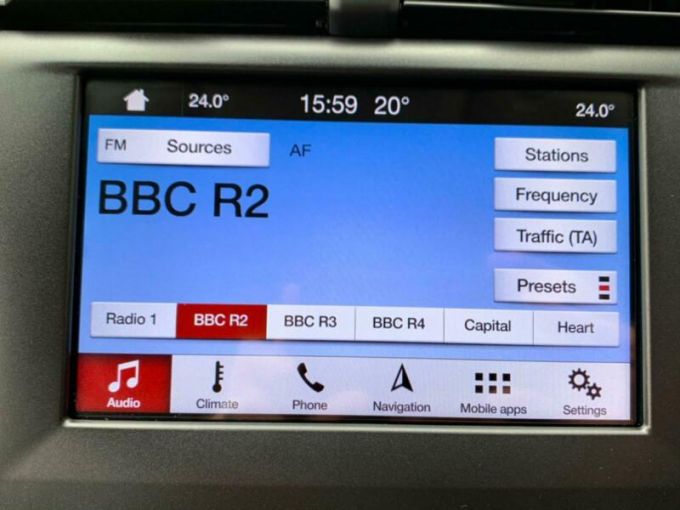 24.0° 15:59 20° 24.0°
FM Sources AF
Stations
BBC R2
Frequency
Traffic (TA)
Presets
Radio 1 BBC R2 BBC R3 BBC R4 Capital Heart
Audio Climate Phone Navigation Mobile apps Settings